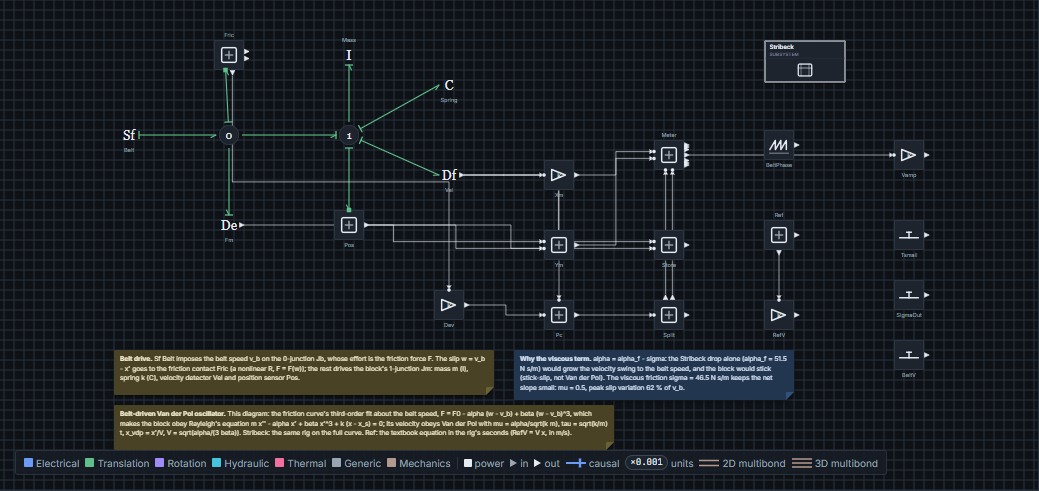 Fric
Mass
I
C
Spring
Stribeck
SUBSYSTEM
Sf
Belt
0
1
Meter
BeltPhase
Vamp
Df
Vel
Xin
De
Fm
Pos
Yin
Slave
Ref
Tsmall
Dev
Pc
Split
RefV
SigmaOut
BeltV
Belt drive. Sf Belt imposes the belt speed v_b on the 0-junction Jb, whose effort is the friction force F. The slip w = v_b
- x' goes to the friction contact Fric (a nonlinear R, F = F(w)); the rest drives the block's 1-junction Jm: mass m (I),
spring k (C), velocity detector Vel and position sensor Pos.
Why the viscous term. alpha = alpha_f - sigma: the Stribeck drop alone (alpha_f = 51.5
N s/m) would grow the velocity swing to the belt speed, and the block would stick
(stick-slip, not Van der Pol). The viscous friction sigma = 46.5 N s/m keeps the net
slope small: mu = 0.5, peak slip variation 62 % of v_b.
Belt-driven Van der Pol oscillator. This diagram: the friction curve's third-order fit about the belt speed, F = F0 - alpha (w - v_b) + beta (w - v_b)^3, which
makes the block obey Rayleigh's equation m x'' - alpha x' + beta x'^3 + k (x - x_s) = 0; its velocity obeys Van der Pol with mu = alpha/sqrt(k m), tau = sqrt(k/m)
t, x_vdp = x'/V, V = sqrt(alpha/(3 beta)). Stribeck: the same rig on the full curve. Ref: the textbook equation in the rig's seconds (RefV = V x, in m/s).
Electrical Translation Rotation Hydraulic Thermal Generic Mechanics power in out causal ×0.001 units 2D multibond 3D multibond